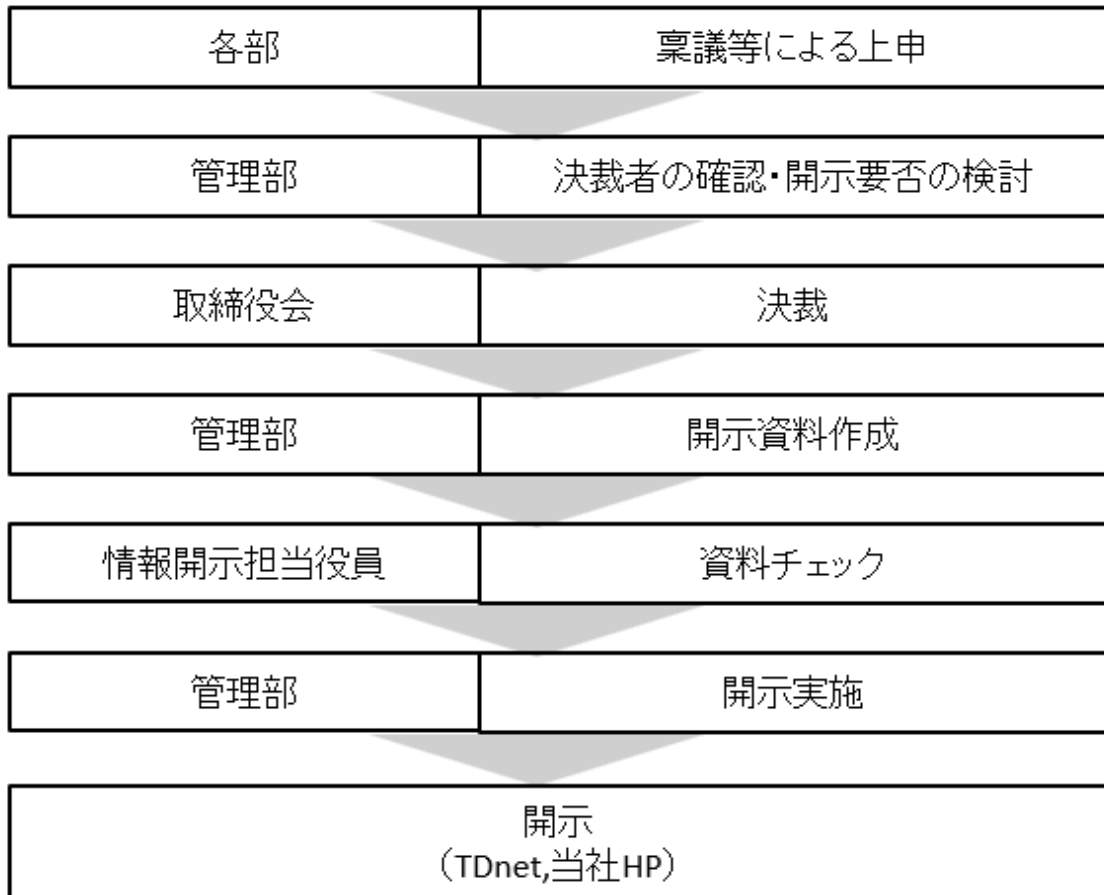 各部 稟議等による上申
管理部 決裁者の確認・開示要否の検討
取締役会 決裁
管理部 開示資料作成
情報開示担当役員 資料チェック
管理部 開示実施
開示
（TDnet,当社HP）